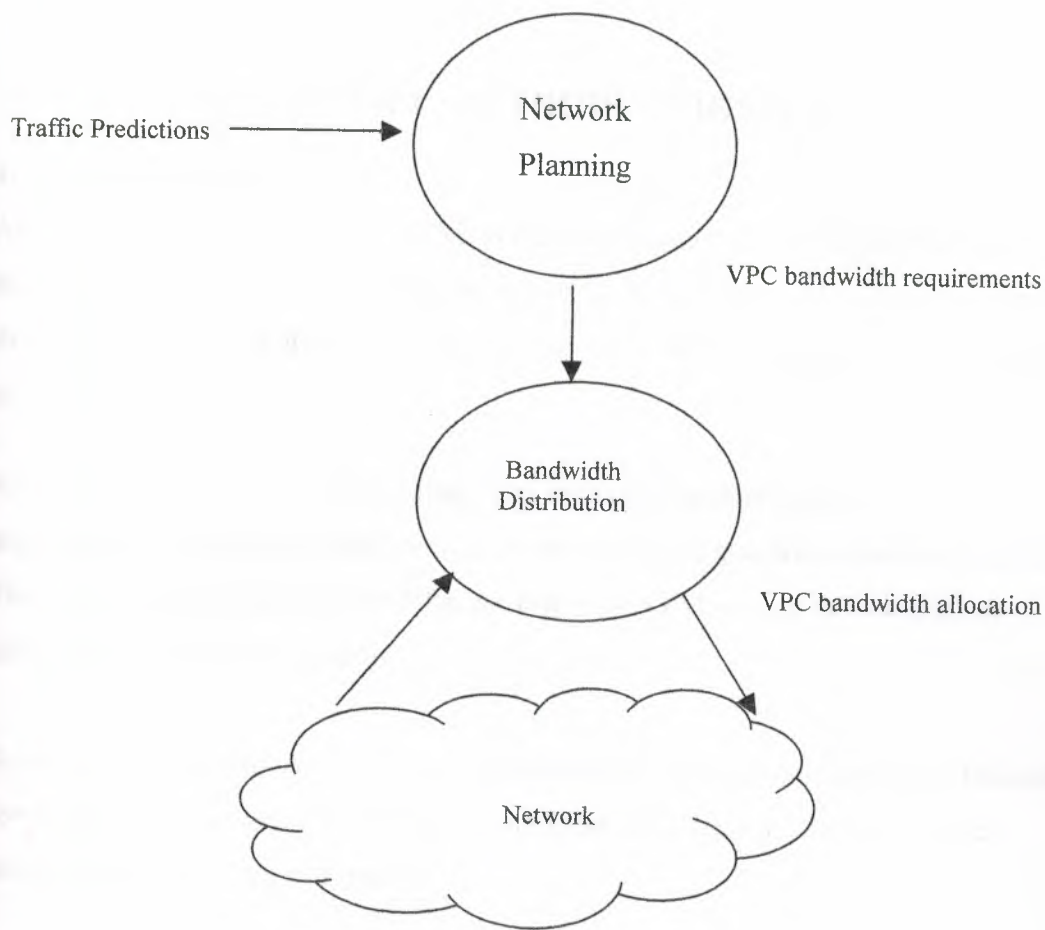 Network
Planning
Traffic Predictions
VPC bandwidth requirements
Bandwidth
Distribution
VPC bandwidth allocation
Network